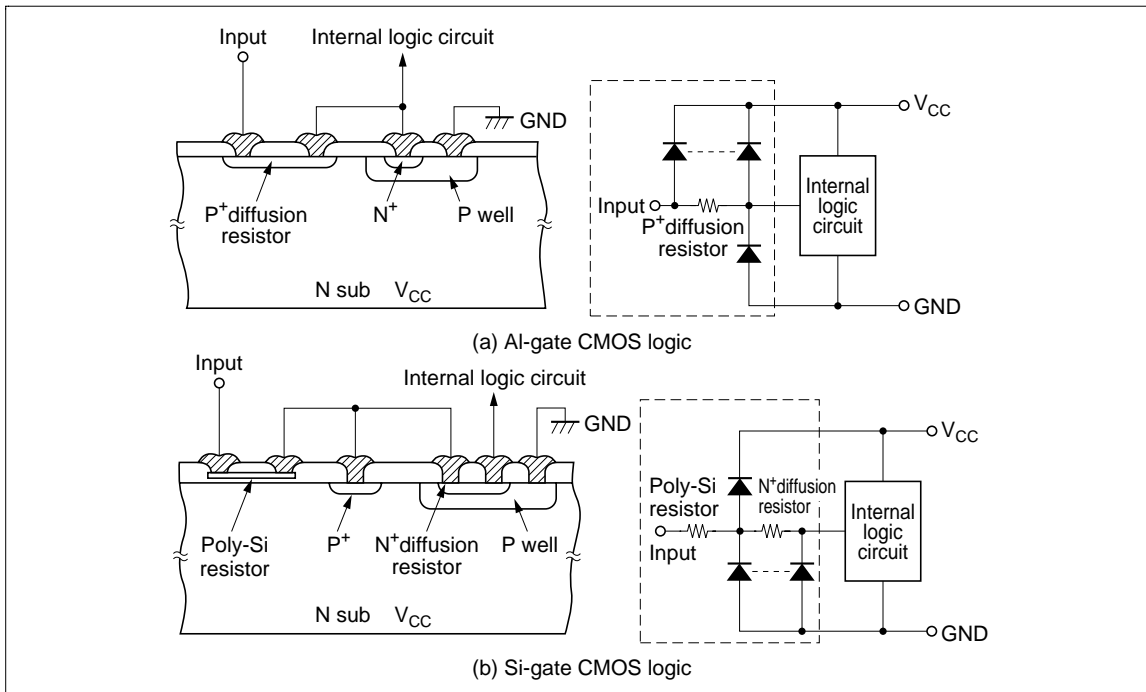 Input
Internal logic circuit
GND
P+diffusion
resistor
N+
P well
N sub VCC
VCC
Input
P+diffusion
resistor
Internal
logic
circuit
GND
(a) Al-gate CMOS logic
Input
Internal logic circuit
GND
Poly-Si
resistor
P+
N+diffusion
resistor
P well
N sub VCC
VCC
Poly-Si
resistor
N+diffusion
resistor
Input
Internal
logic
circuit
GND
(b) Si-gate CMOS logic